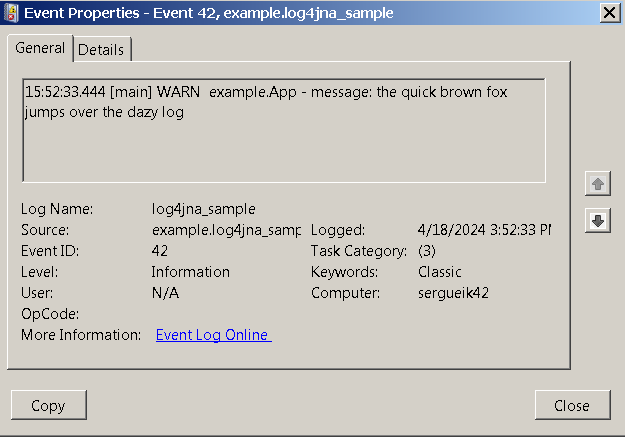 Event Properties - Event 42, example.log4jna_sample
General Details
15:52:33.444 [main] WARN example.App - message: the quick brown fox
jumps over the dazy log
Log Name: log4jna_sample
Source: example.log4jna_samp Logged: 4/18/2024 3:52:33 PM
Event ID: 42 Task Category: (3)
Level: Information Keywords: Classic
User: N/A Computer: sergueik42
OpCode:
More Information: Event Log Online
Copy Close